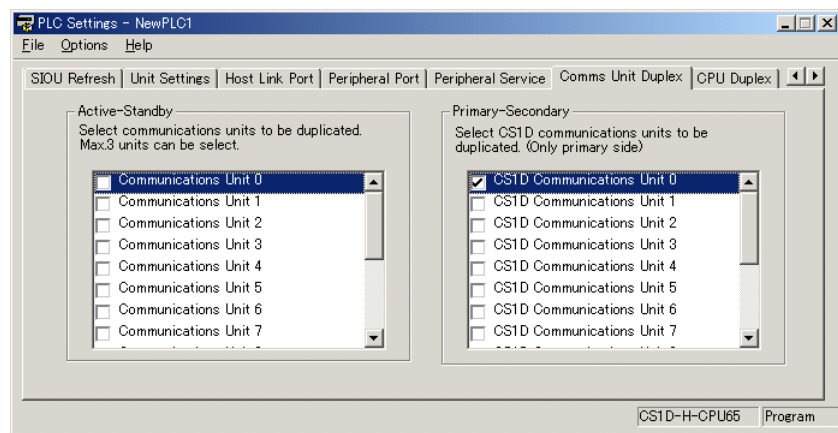 PLC Settings - NewPLC1
File Options Help
SIOU Refresh Unit Settings Host Link Port Peripheral Port Peripheral Service Comms Unit Duplex CPU Duplex
Active-Standby
Select communications units to be duplicated.
Max.3 units can be select.
Communications Unit 0
Communications Unit 1
Communications Unit 2
Communications Unit 3
Communications Unit 4
Communications Unit 5
Communications Unit 6
Communications Unit 7
Primary-Secondary
Select CS1D communications units to be
duplicated. (Only primary side)
CS1D Communications Unit 0
CS1D Communications Unit 1
CS1D Communications Unit 2
CS1D Communications Unit 3
CS1D Communications Unit 4
CS1D Communications Unit 5
CS1D Communications Unit 6
CS1D Communications Unit 7
CS1D-H-CPU65 Program